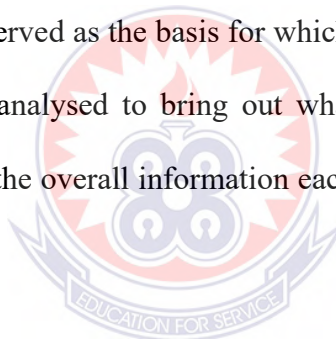 erved as the basis for which
analysed to bring out wh
the overall information eac
EDUCATION FOR SERVICE